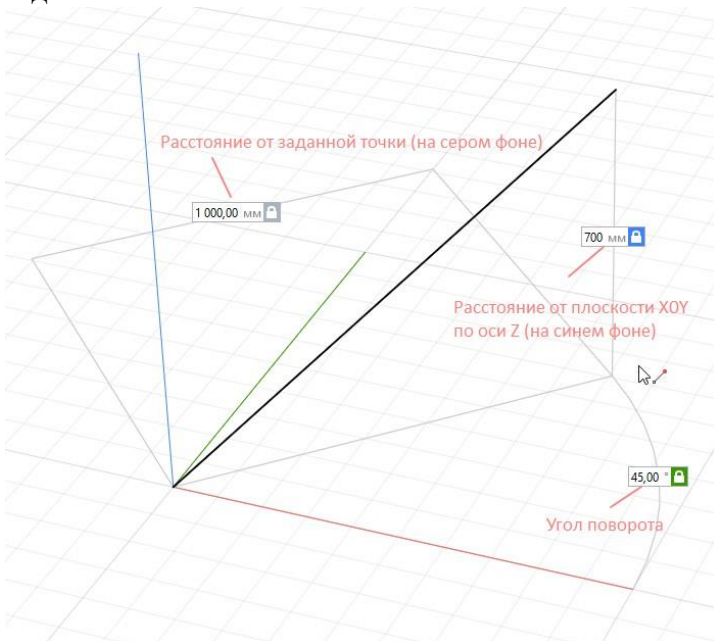 Расстояние от заданной точки (на сером фоне)
1 000,00 мм
700 мм
Расстояние от плоскости X0Y
по оси Z (на синем фоне)
45,00 °
Угол поворота